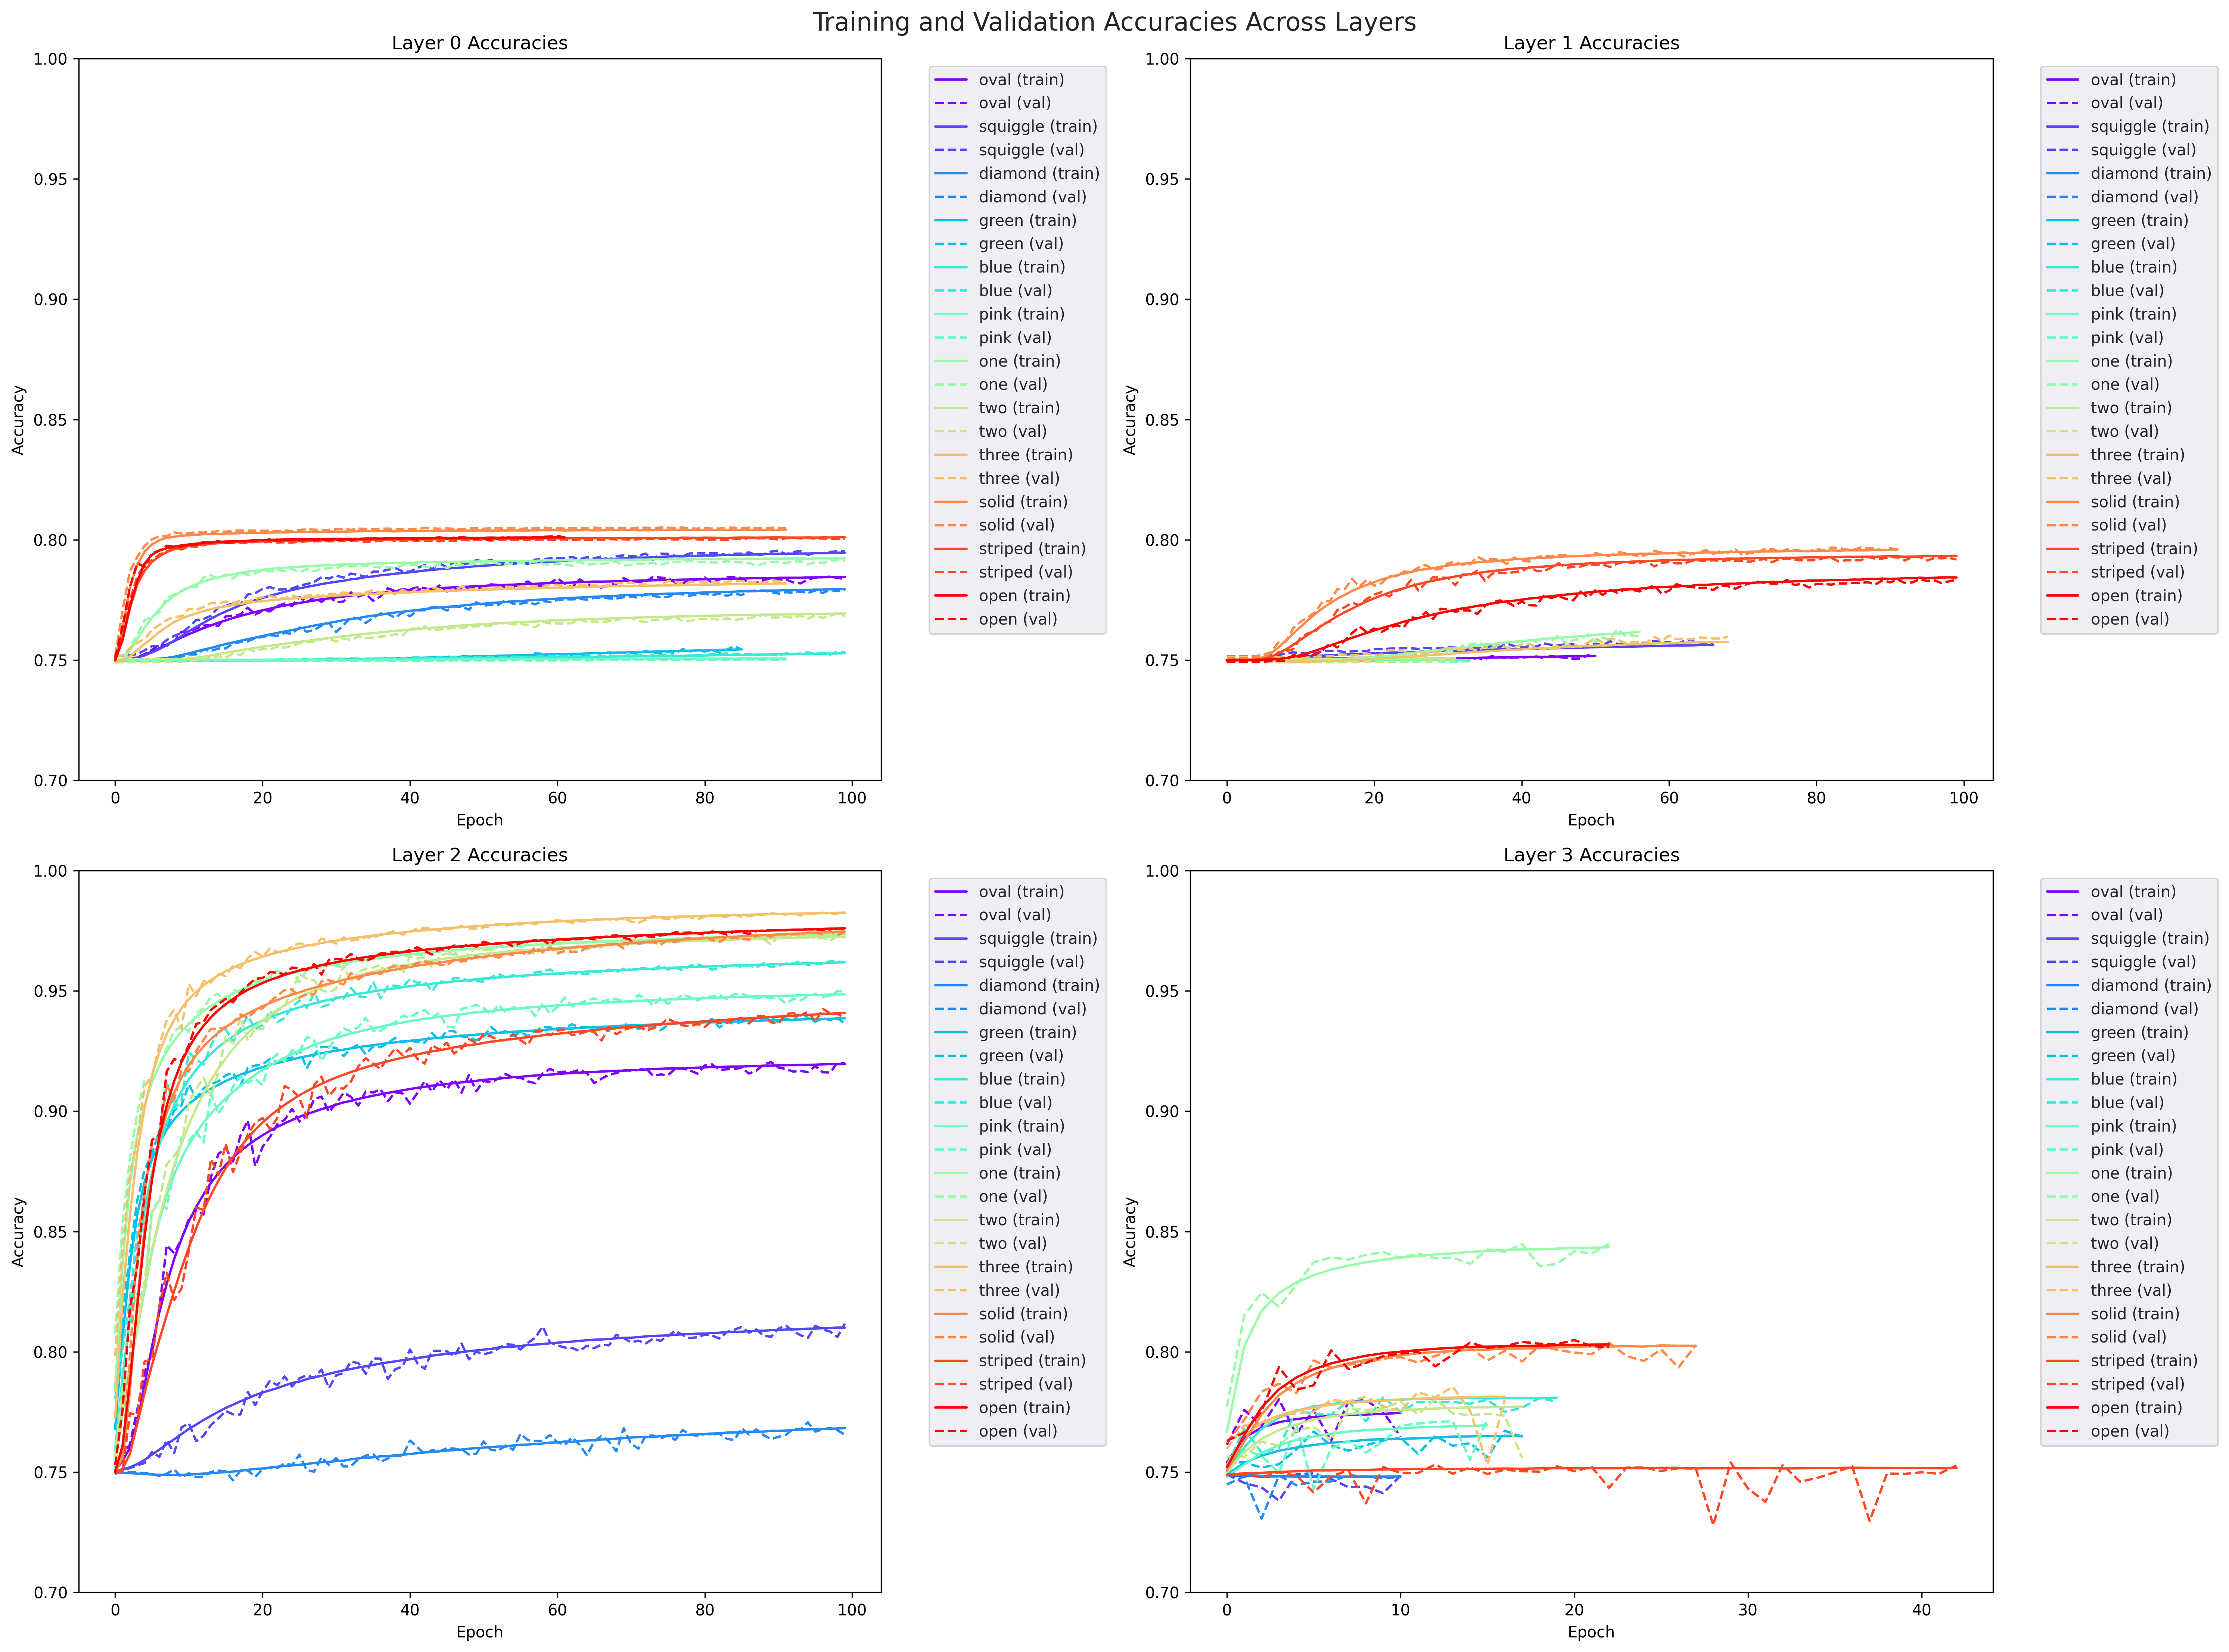 Training and Validation Accuracies Across Layers
Layer 0 Accuracies
1.00
0.95
0.90
0.85
0.80
0.75
0.70
Accuracy
0
20
40
60
80
100
Epoch
oval (train)
oval (val)
squiggle (train)
squiggle (val)
diamond (train)
diamond (val)
green (train)
green (val)
blue (train)
blue (val)
pink (train)
pink (val)
one (train)
one (val)
two (train)
two (val)
three (train)
three (val)
solid (train)
solid (val)
striped (train)
striped (val)
open (train)
open (val)
Layer 1 Accuracies
1.00
0.95
0.90
0.85
0.80
0.75
0.70
Accuracy
0
20
40
60
80
100
Epoch
oval (train)
oval (val)
squiggle (train)
squiggle (val)
diamond (train)
diamond (val)
green (train)
green (val)
blue (train)
blue (val)
pink (train)
pink (val)
one (train)
one (val)
two (train)
two (val)
three (train)
three (val)
solid (train)
solid (val)
striped (train)
striped (val)
open (train)
open (val)
Layer 2 Accuracies
1.00
0.95
0.90
0.85
0.80
0.75
0.70
Accuracy
0
20
40
60
80
100
Epoch
oval (train)
oval (val)
squiggle (train)
squiggle (val)
diamond (train)
diamond (val)
green (train)
green (val)
blue (train)
blue (val)
pink (train)
pink (val)
one (train)
one (val)
two (train)
two (val)
three (train)
three (val)
solid (train)
solid (val)
striped (train)
striped (val)
open (train)
open (val)
Layer 3 Accuracies
1.00
0.95
0.90
0.85
0.80
0.75
0.70
Accuracy
0
10
20
30
40
Epoch
oval (train)
oval (val)
squiggle (train)
squiggle (val)
diamond (train)
diamond (val)
green (train)
green (val)
blue (train)
blue (val)
pink (train)
pink (val)
one (train)
one (val)
two (train)
two (val)
three (train)
three (val)
solid (train)
solid (val)
striped (train)
striped (val)
open (train)
open (val)